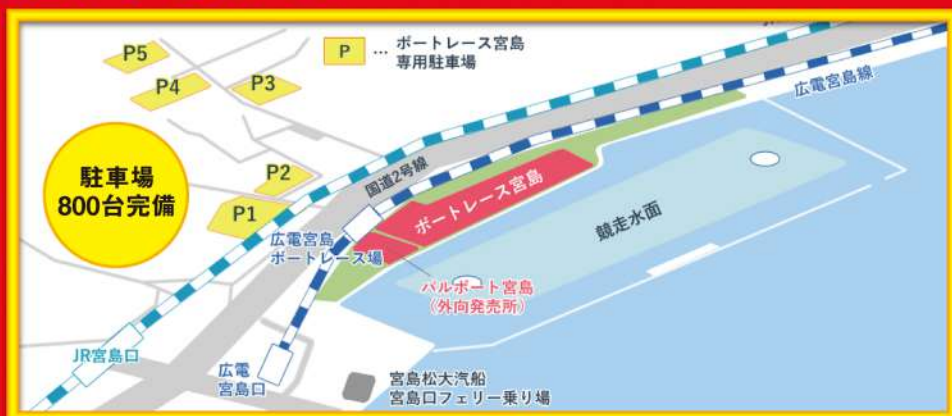 P5
P4
P3
P … ボートレース宮島
専用駐車場
広電宮島線
駐車場
800台完備
P2
P1
国道2号線
ボートレース宮島
競走水面
広電宮島
ボートレース場
パルボート宮島
(外向発売所)
JR宮島口
広電
宮島口
宮島松大汽船
宮島口フェリー乗り場